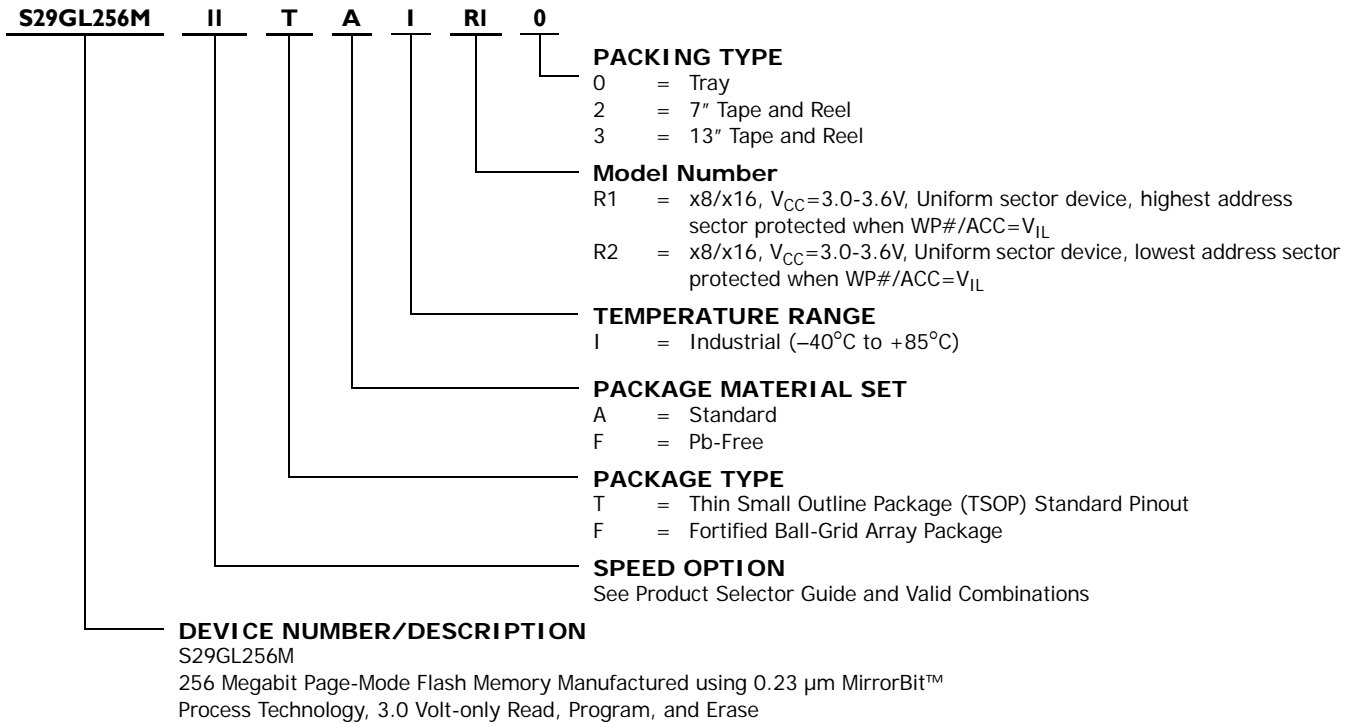 S29GL256M 11 T A I R1 0
PACKING TYPE
0 = Tray
2 = 7″ Tape and Reel
3 = 13″ Tape and Reel
Model Number
R1 = x8/x16, VCC=3.0-3.6V, Uniform sector device, highest address
sector protected when WP#/ACC=VIL
R2 = x8/x16, VCC=3.0-3.6V, Uniform sector device, lowest address sector
protected when WP#/ACC=VIL
TEMPERATURE RANGE
I = Industrial (–40°C to +85°C)
PACKAGE MATERIAL SET
A = Standard
F = Pb-Free
PACKAGE TYPE
T = Thin Small Outline Package (TSOP) Standard Pinout
F = Fortified Ball-Grid Array Package
SPEED OPTION
See Product Selector Guide and Valid Combinations
DEVICE NUMBER/DESCRIPTION
S29GL256M
256 Megabit Page-Mode Flash Memory Manufactured using 0.23 µm MirrorBit™
Process Technology, 3.0 Volt-only Read, Program, and Erase